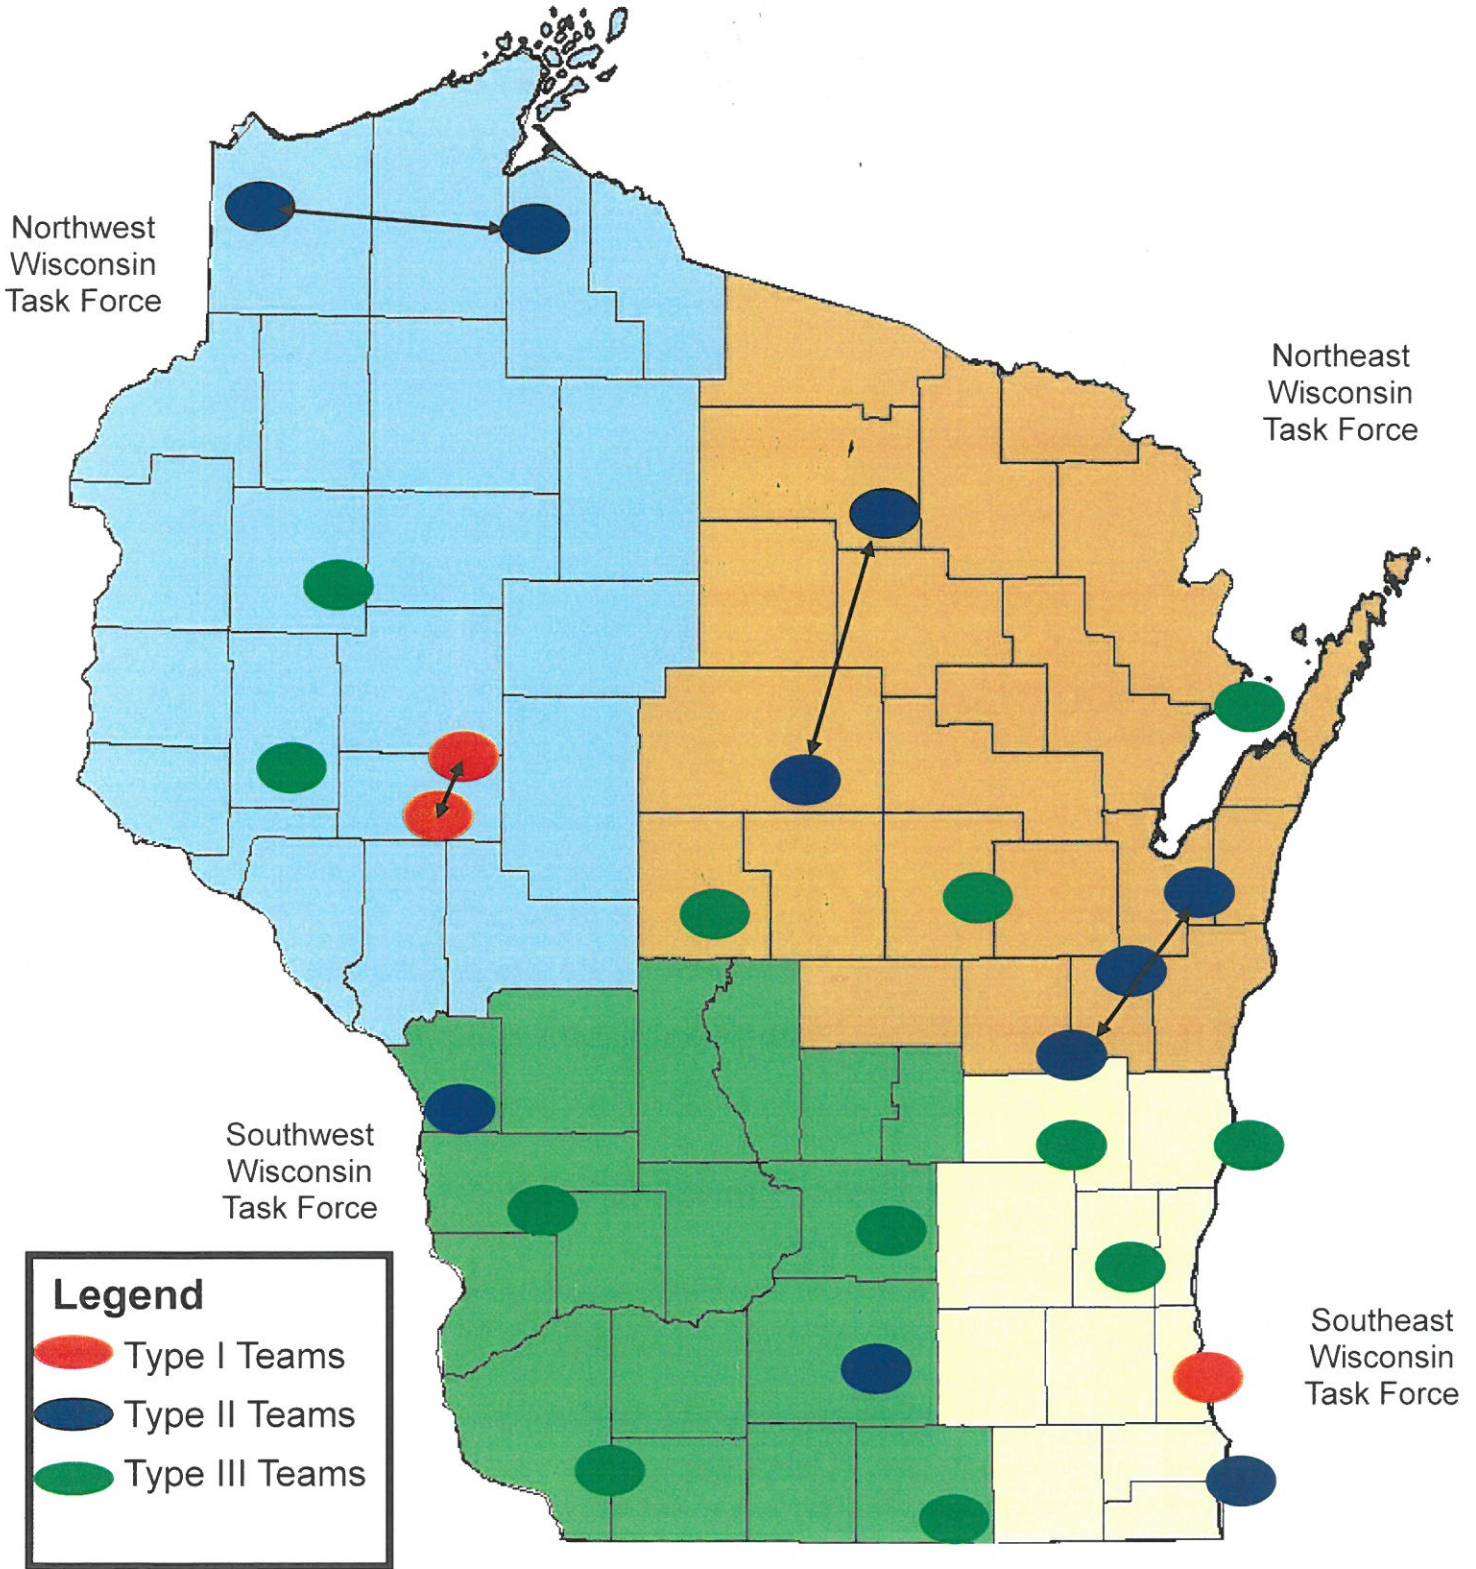 Northwest
Wisconsin
Task Force
Northeast
Wisconsin
Task Force
Southwest
Wisconsin
Task Force
Legend
Type I Teams
Type II Teams
Type III Teams
Southeast
Wisconsin
Task Force